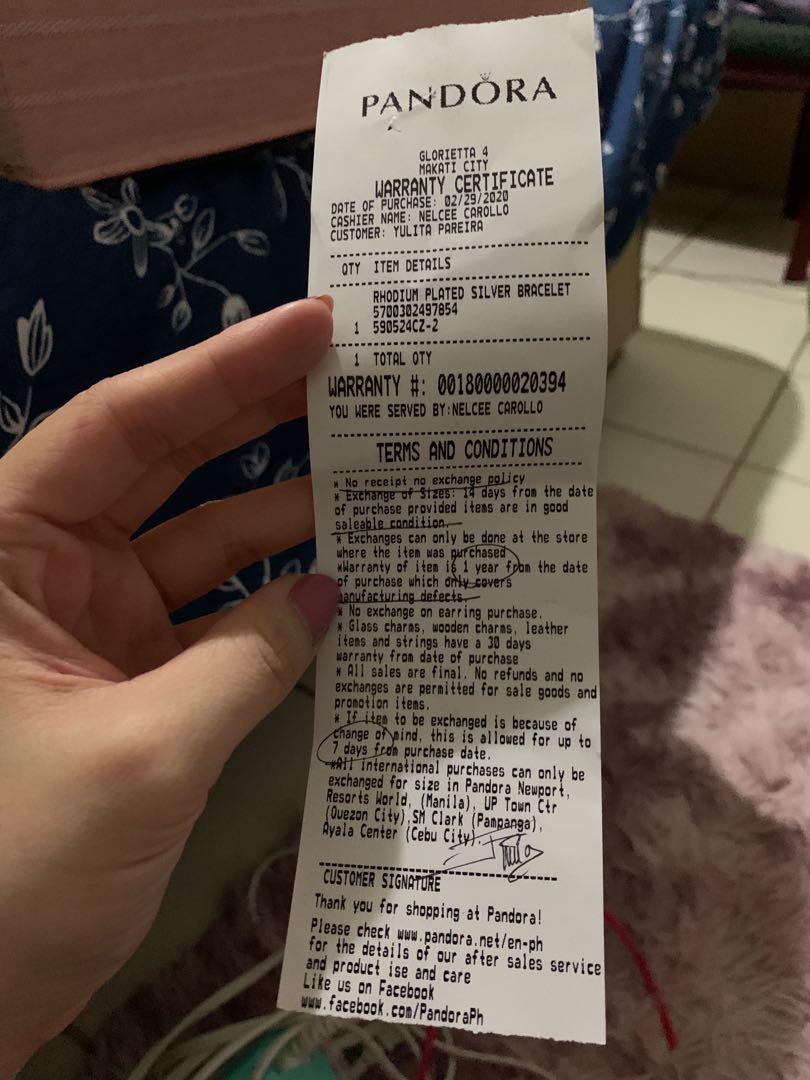 PANDÖRA
GLORIETTA 4
MAKATI CITY
WARRANTY CERTIFICATE
DATE OF PURCHASE: 02/29/2020
CASHIER NAME: NELCEE CAROLLO
CUSTOMER: YULITA PAREIRA
QTY ITEM DETAILS
RHODIUM PLATED SILVER BRACELET
5700302497854
1 590524CZ-2
1 TOTAL QTY
WARRANTY #: 00180000020394
YOU WERE SERVED BY:NELCEE CAROLLO
TERMS AND CONDITIONS
* No receipt no exchange policy
* Exchange of Sizes: 14 days from the date
of purchase provided items are in good
saleable condition.
* Exchanges can only be done at the store
where the item was purchased
*Warranty of item is 1 year from the date
of purchase which only covers
manufacturing defects.
* No exchange on earring purchase.
* Glass charms, wooden charms, leather
items and strings have a 30 days
warranty from date of purchase
* All sales are final. No refunds and no
exchanges are permitted for sale goods and
promotion items.
* If item to be exchanged is because of
change of mind, this is allowed for up to
7 days from purchase date.
*All international purchases can only be
exchanged for size in Pandora Newport,
Resorts World, (Manila), UP Town Ctr
(Quezon City),SM Clark (Pampanga),
Ayala Center (Cebu City).
CUSTOMER SIGNATURE
Thank you for shopping at Pandora!
Please check www.pandora.net/en-ph
for the details of our after sales service
and product ise and care
Like us on Facebook
www.facebook.com/PandoraPh